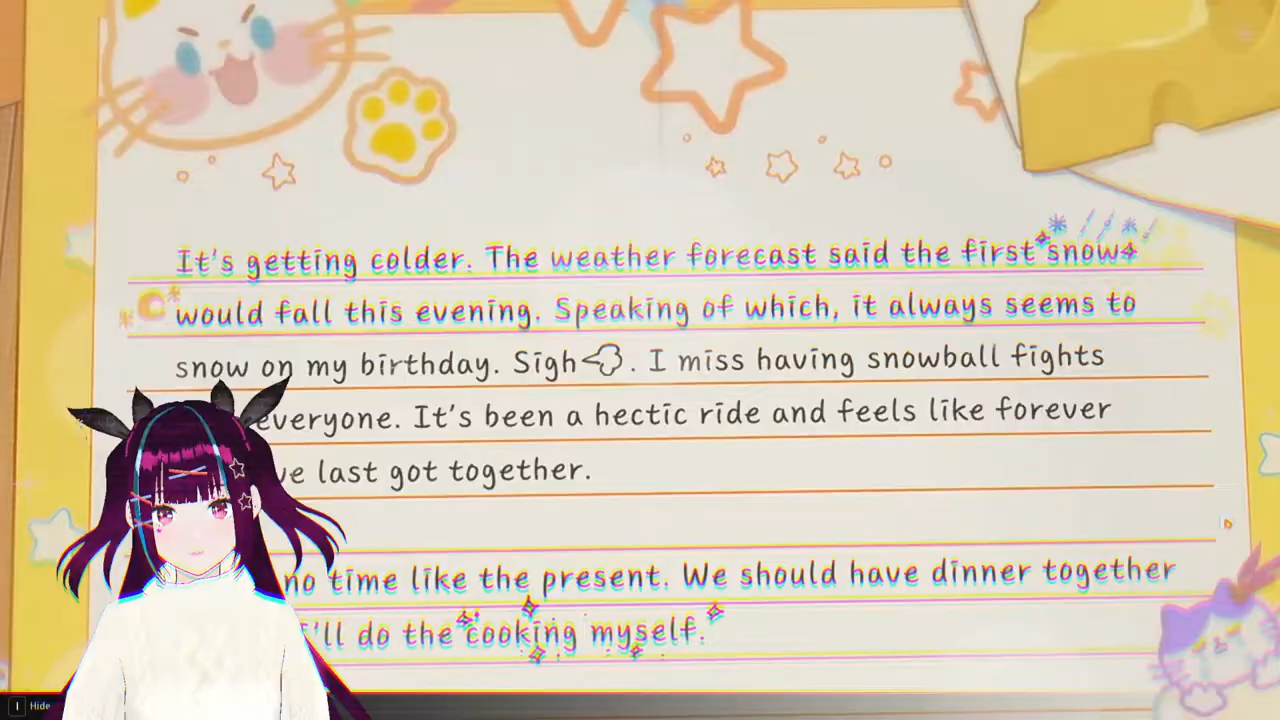 It's getting colder. The weather forecast said the first snow
would fall this evening. Speaking of which, it always seems to
snow on my birthday. Sigh. I miss having snowball fights
everyone. It's been a hectic ride and feels like forever
last got together.
no time like the present. We should have dinner together
I'll do the cooking myself.
I Hide